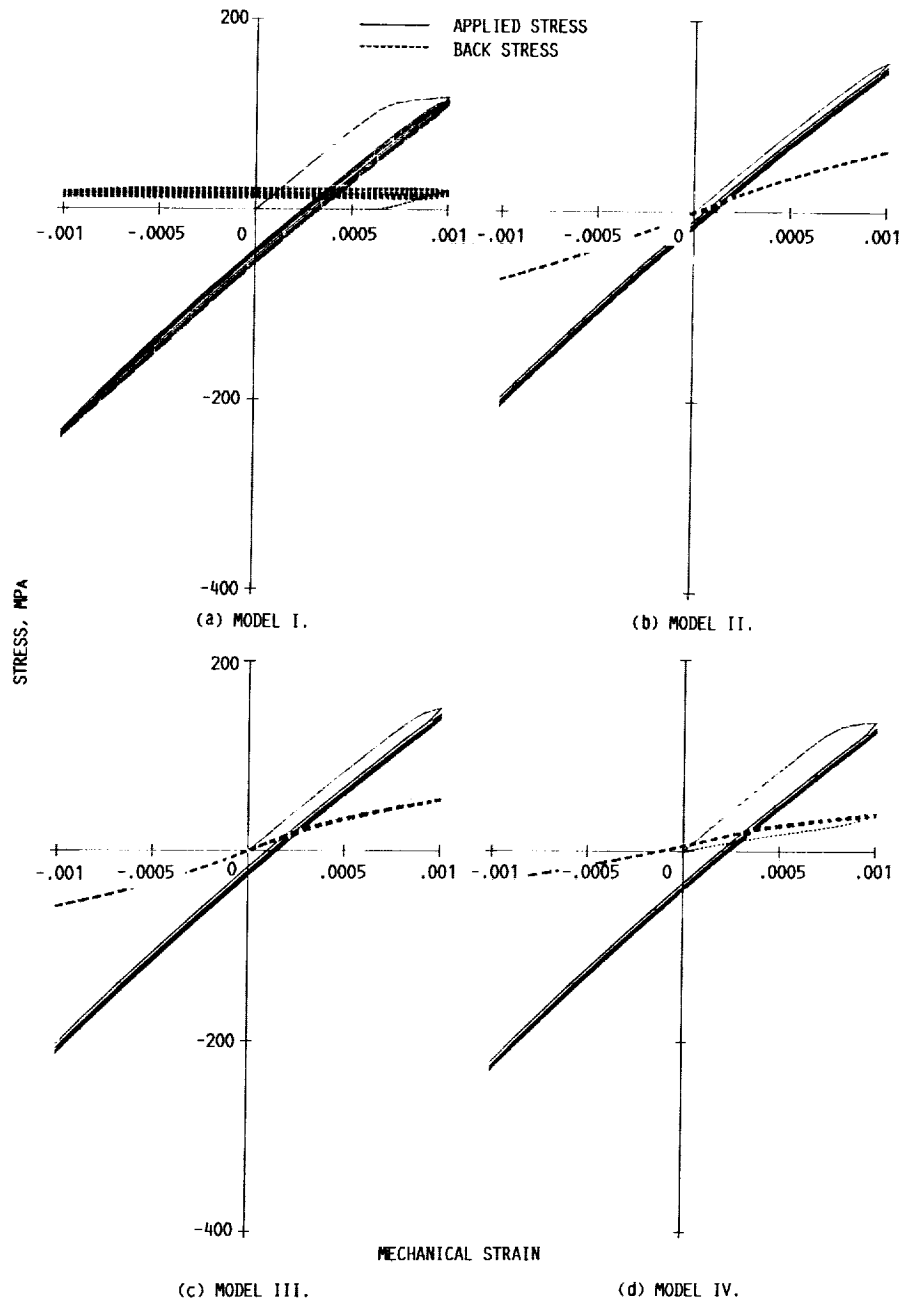 200
APPLIED STRESS
BACK STRESS
-.001 -.0005 0 .0005 .001
-.001 -.0005 0 .0005 .001
-200
-400
(a) MODEL I.
(b) MODEL II.
STRESS, MPA
200
-.001 -.0005 0 .0005 .001
-.001 -.0005 0 .0005 .001
-200
-400
MECHANICAL STRAIN
(c) MODEL III.
(d) MODEL IV.